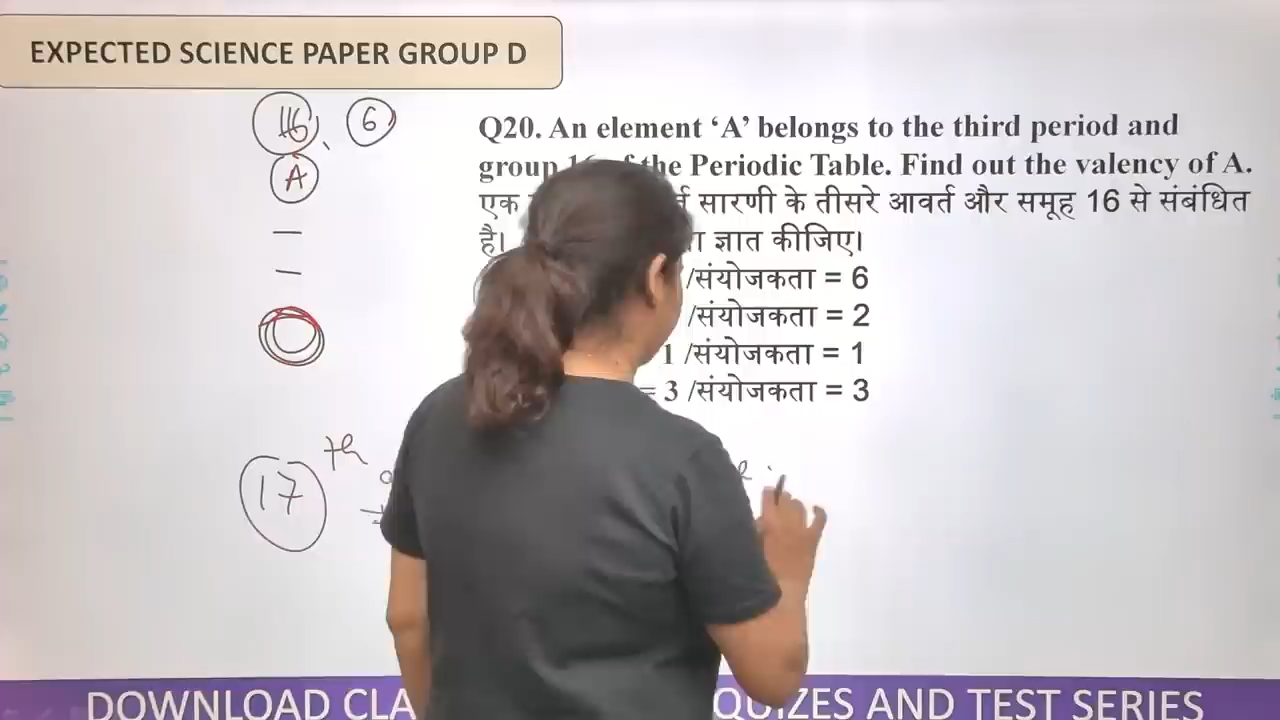 EXPECTED SCIENCE PAPER GROUP D
16, 6
A
Q20. An element ‘A’ belongs to the third period and
group 16 of the Periodic Table. Find out the valency of A.
एक सारणी के तीसरे आवर्त और समूह 16 से संबंधित
है। ज्ञात कीजिए।
/संयोजकता = 6
/संयोजकता = 2
1 /संयोजकता = 1
= 3 /संयोजकता = 3
17th
DOWNLOAD CLA QUIZES AND TEST SERIES